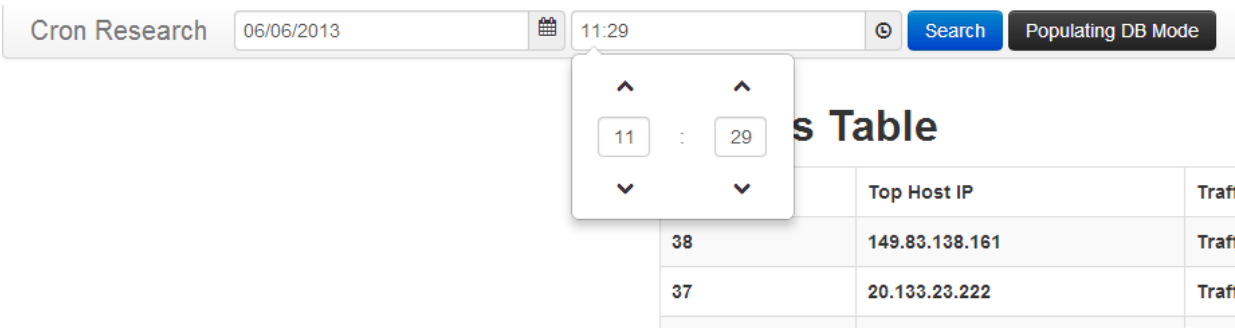 Cron Research 06/06/2013 11:29 Search Populating DB Mode
11 : 29
s Table
Top Host IP
38 149.83.138.161
37 20.133.23.222